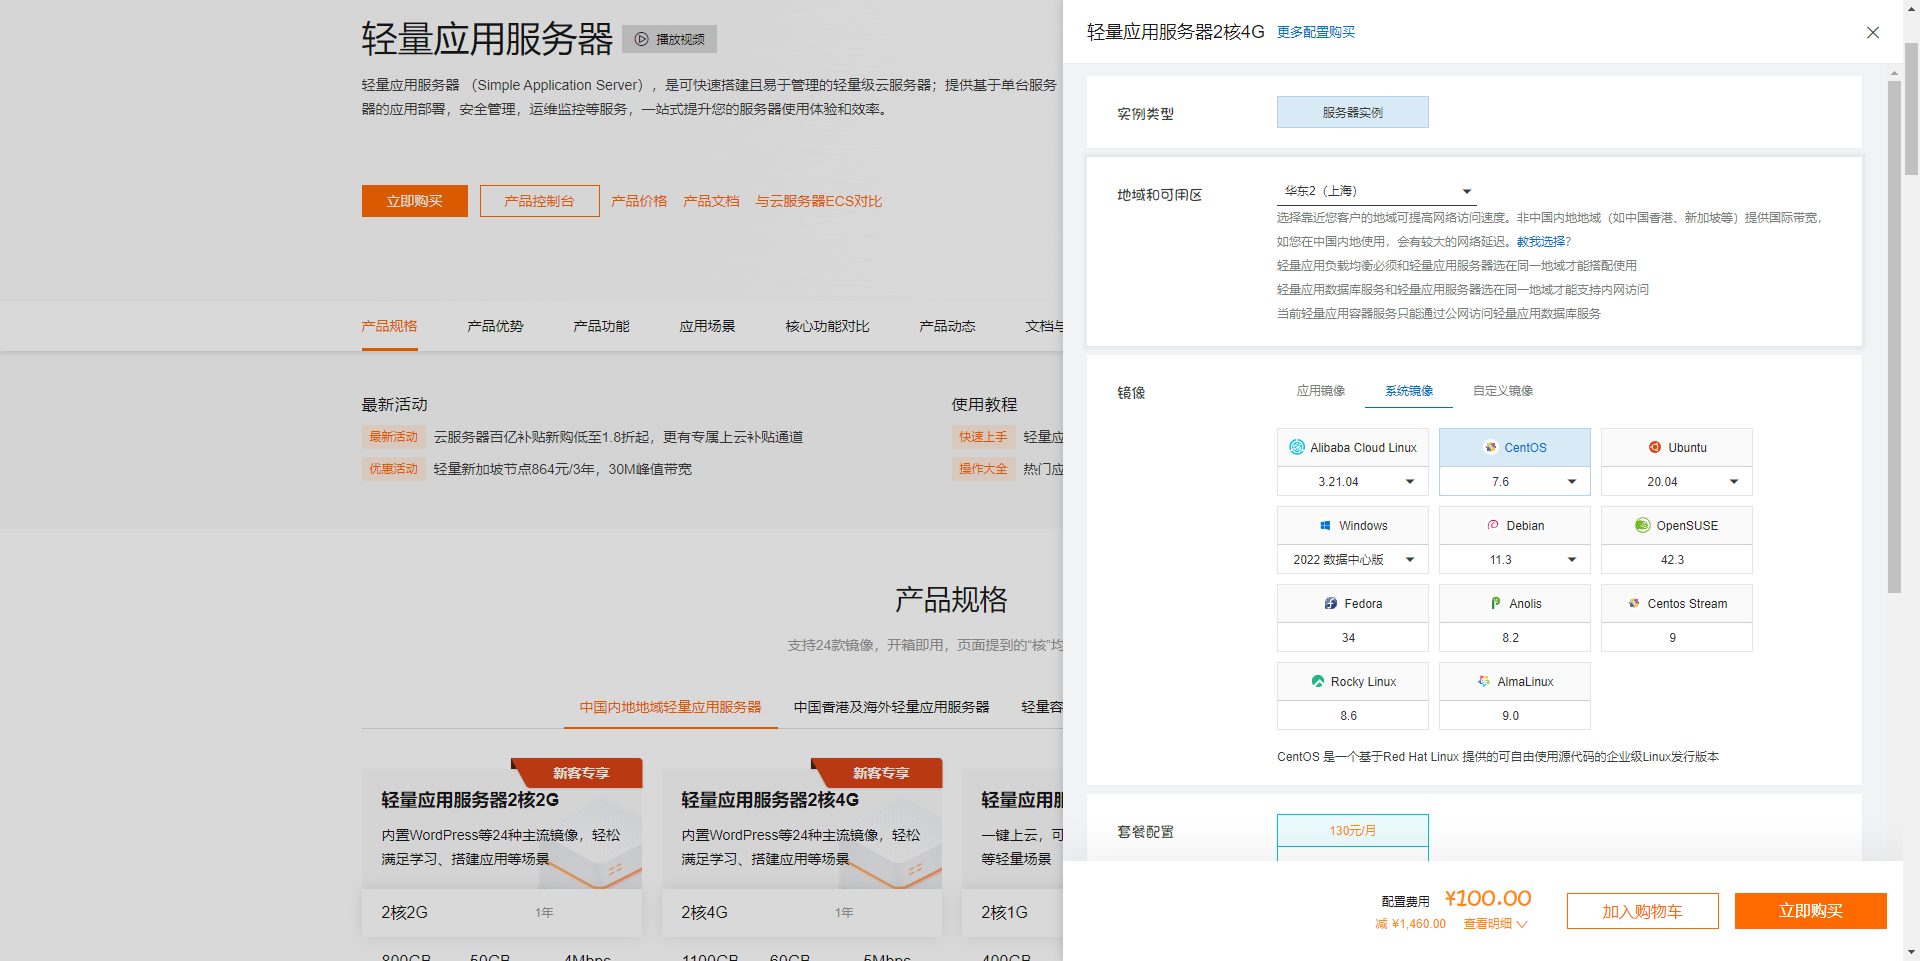 轻量应用服务器
播放视频
轻量应用服务器 （Simple Application Server），是可快速搭建且易于管理的轻量级云服务器；提供基于单台服务
器的应用部署，安全管理，运维监控等服务，一站式提升您的服务器使用体验和效率。
立即购买
产品控制台
产品价格
产品文档
与云服务器ECS对比
产品规格
产品优势
产品功能
应用场景
核心功能对比
产品动态
文档与
最新活动
最新活动 云服务器百亿补贴新购低至1.8折起，更有专属上云补贴通道
优惠活动 轻量新加坡节点864元/3年，30M峰值带宽
使用教程
快速上手 轻量应
操作大全 热门应
产品规格
支持24款镜像，开箱即用，页面提到的“核”均
中国内地地域轻量应用服务器
中国香港及海外轻量应用服务器
轻量容
新客专享
轻量应用服务器2核2G
内置WordPress等24种主流镜像，轻松
满足学习、搭建应用等场景
2核2G 1年
800GB 50GB 4Mbps
新客专享
轻量应用服务器2核4G
内置WordPress等24种主流镜像，轻松
满足学习、搭建应用等场景
2核4G 1年
1100GB 60GB 5Mbps
轻量应用服
一键上云，可
等轻量场景
2核1G
400GB
轻量应用服务器2核4G 更多配置购买
实例类型
服务器实例
地域和可用区
华东2（上海）
选择靠近您客户的地域可提高网络访问速度。非中国内地地域（如中国香港、新加坡等）提供国际带宽，
如您在中国内地使用，会有较大的网络延迟。教我选择?
轻量应用负载均衡必须和轻量应用服务器选在同一地域才能搭配使用
轻量应用数据库服务和轻量应用服务器选在同一地域才能支持内网访问
当前轻量应用容器服务只能通过公网访问轻量应用数据库服务
镜像
应用镜像
系统镜像
自定义镜像
Alibaba Cloud Linux
3.21.04
CentOS
7.6
Ubuntu
20.04
Windows
2022 数据中心版
Debian
11.3
OpenSUSE
42.3
Fedora
34
Anolis
8.2
Centos Stream
9
Rocky Linux
8.6
AlmaLinux
9.0
CentOS 是一个基于Red Hat Linux 提供的可自由使用源代码的企业级Linux发行版本
套餐配置
130元/月
配置费用 ¥100.00
减 ¥1,460.00 查看明细
加入购物车
立即购买